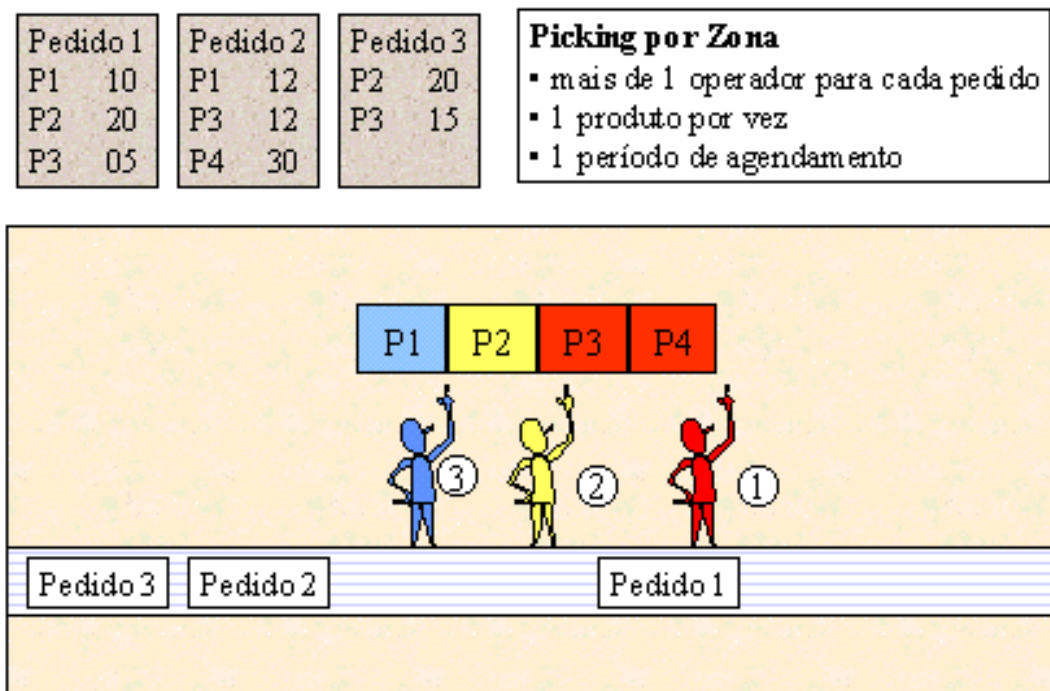 Pedido 1
P1 10
P2 20
P3 05
Pedido 2
P1 12
P3 12
P4 30
Pedido 3
P2 20
P3 15
Picking por Zona
▪ mais de 1 operador para cada pedido
▪ 1 produto por vez
▪ 1 período de agendamento
P1 P2 P3 P4
3 2 1
Pedido 3 Pedido 2 Pedido 1